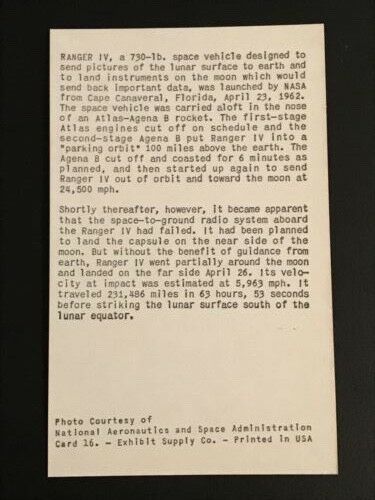 RANGER IV, a 730-lb. space vehicle designed to
send pictures of the lunar surface to earth and
to land instruments on the moon which would
send back important data, was launched by NASA
from Cape Canaveral, Florida, April 23, 1962.
The space vehicle was carried aloft in the nose
of an Atlas-Agena B rocket. The first-stage
Atlas engines cut off on schedule and the
second-stage Agena B put Ranger IV into a
"parking orbit" 100 miles above the earth. The
Agena B cut off and coasted for 6 minutes as
planned, and then started up again to send
Ranger IV out of orbit and toward the moon at
24,500 mph.
Shortly thereafter, however, it became apparent
that the space-to-ground radio system aboard
the Ranger IV had failed. It had been planned
to land the capsule on the near side of the
moon. But without the benefit of guidance from
earth, Ranger IV went partially around the moon
and landed on the far side April 26. Its velo-
city at impact was estimated at 5,963 mph. It
traveled 231,486 miles in 63 hours, 53 seconds
before striking the lunar surface south of the
lunar equator.
Photo Courtesy of
National Aeronautics and Space Administration
Card 16. - Exhibit Supply Co. - Printed in USA